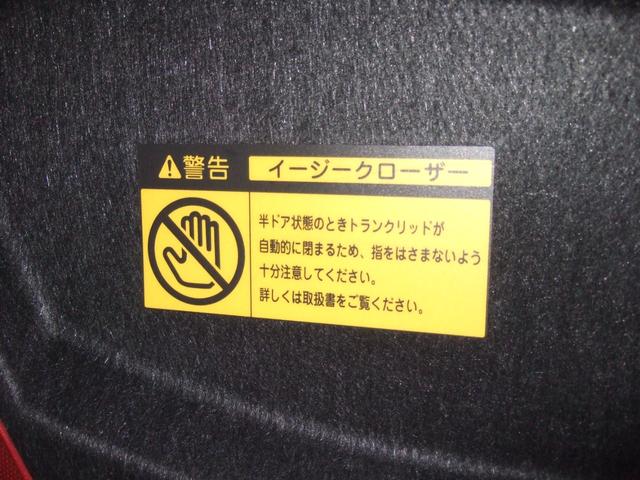 警告 イージークローザー
半ドア状態のときトランクリッドが
自動的に閉まるため、指をはさまないよう
十分注意してください。
詳しくは取扱書をご覧ください。